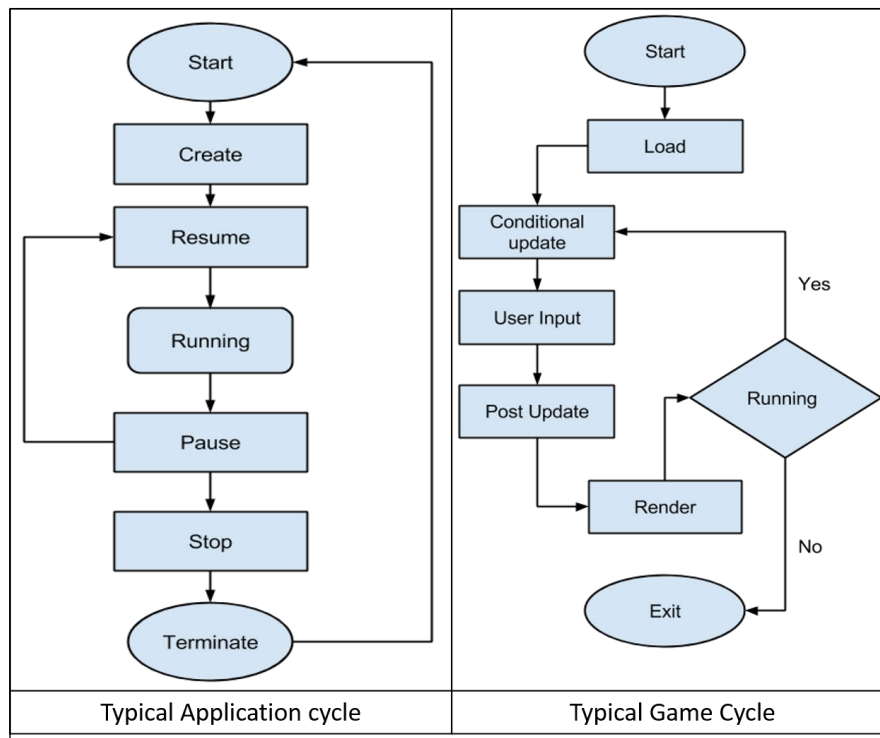 Start
Create
Resume
Running
Pause
Stop
Terminate
Typical Application cycle
Start
Load
Conditional
update
User Input
Post Update
Render
Running
Yes
No
Exit
Typical Game Cycle